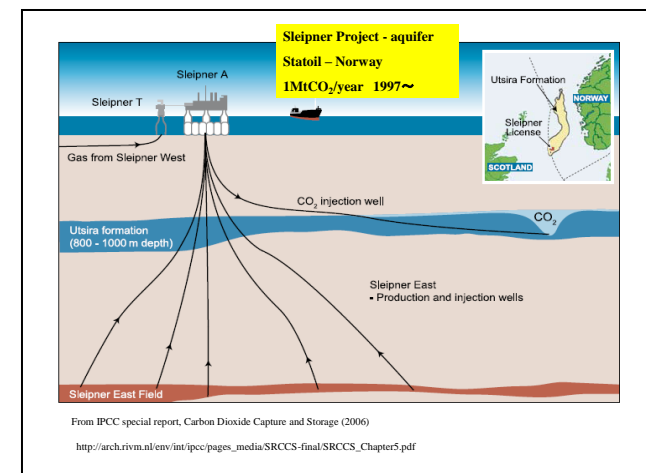 Sleipner Project - aquifer
Statoil – Norway
1MtCO₂/year 1997～
Sleipner A
Sleipner T
Gas from Sleipner West
Utsira Formation
NORWAY
Sleipner
License
SCOTLAND
CO₂ injection well
CO₂
Utsira formation
(800 - 1000 m depth)
Sleipner East
- Production and injection wells
Sleipner East Field
From IPCC special report, Carbon Dioxide Capture and Storage (2006)
http://arch.rivm.nl/env/int/ipcc/pages_media/SRCCS-final/SRCCS_Chapter5.pdf